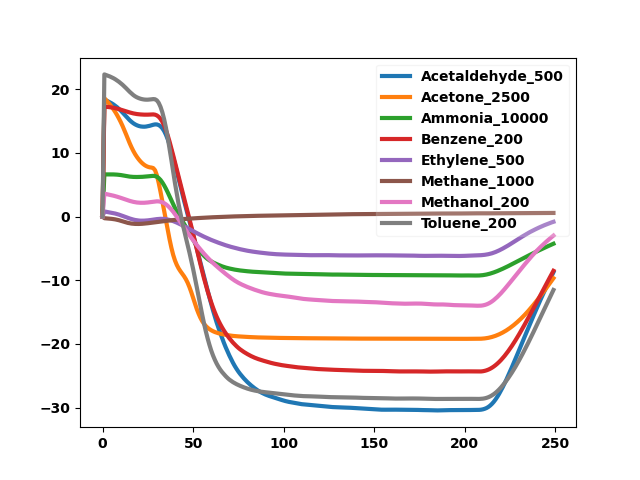 20
10
0
−10
−20
−30
0
50
100
150
200
250
Acetaldehyde_500
Acetone_2500
Ammonia_10000
Benzene_200
Ethylene_500
Methane_1000
Methanol_200
Toluene_200